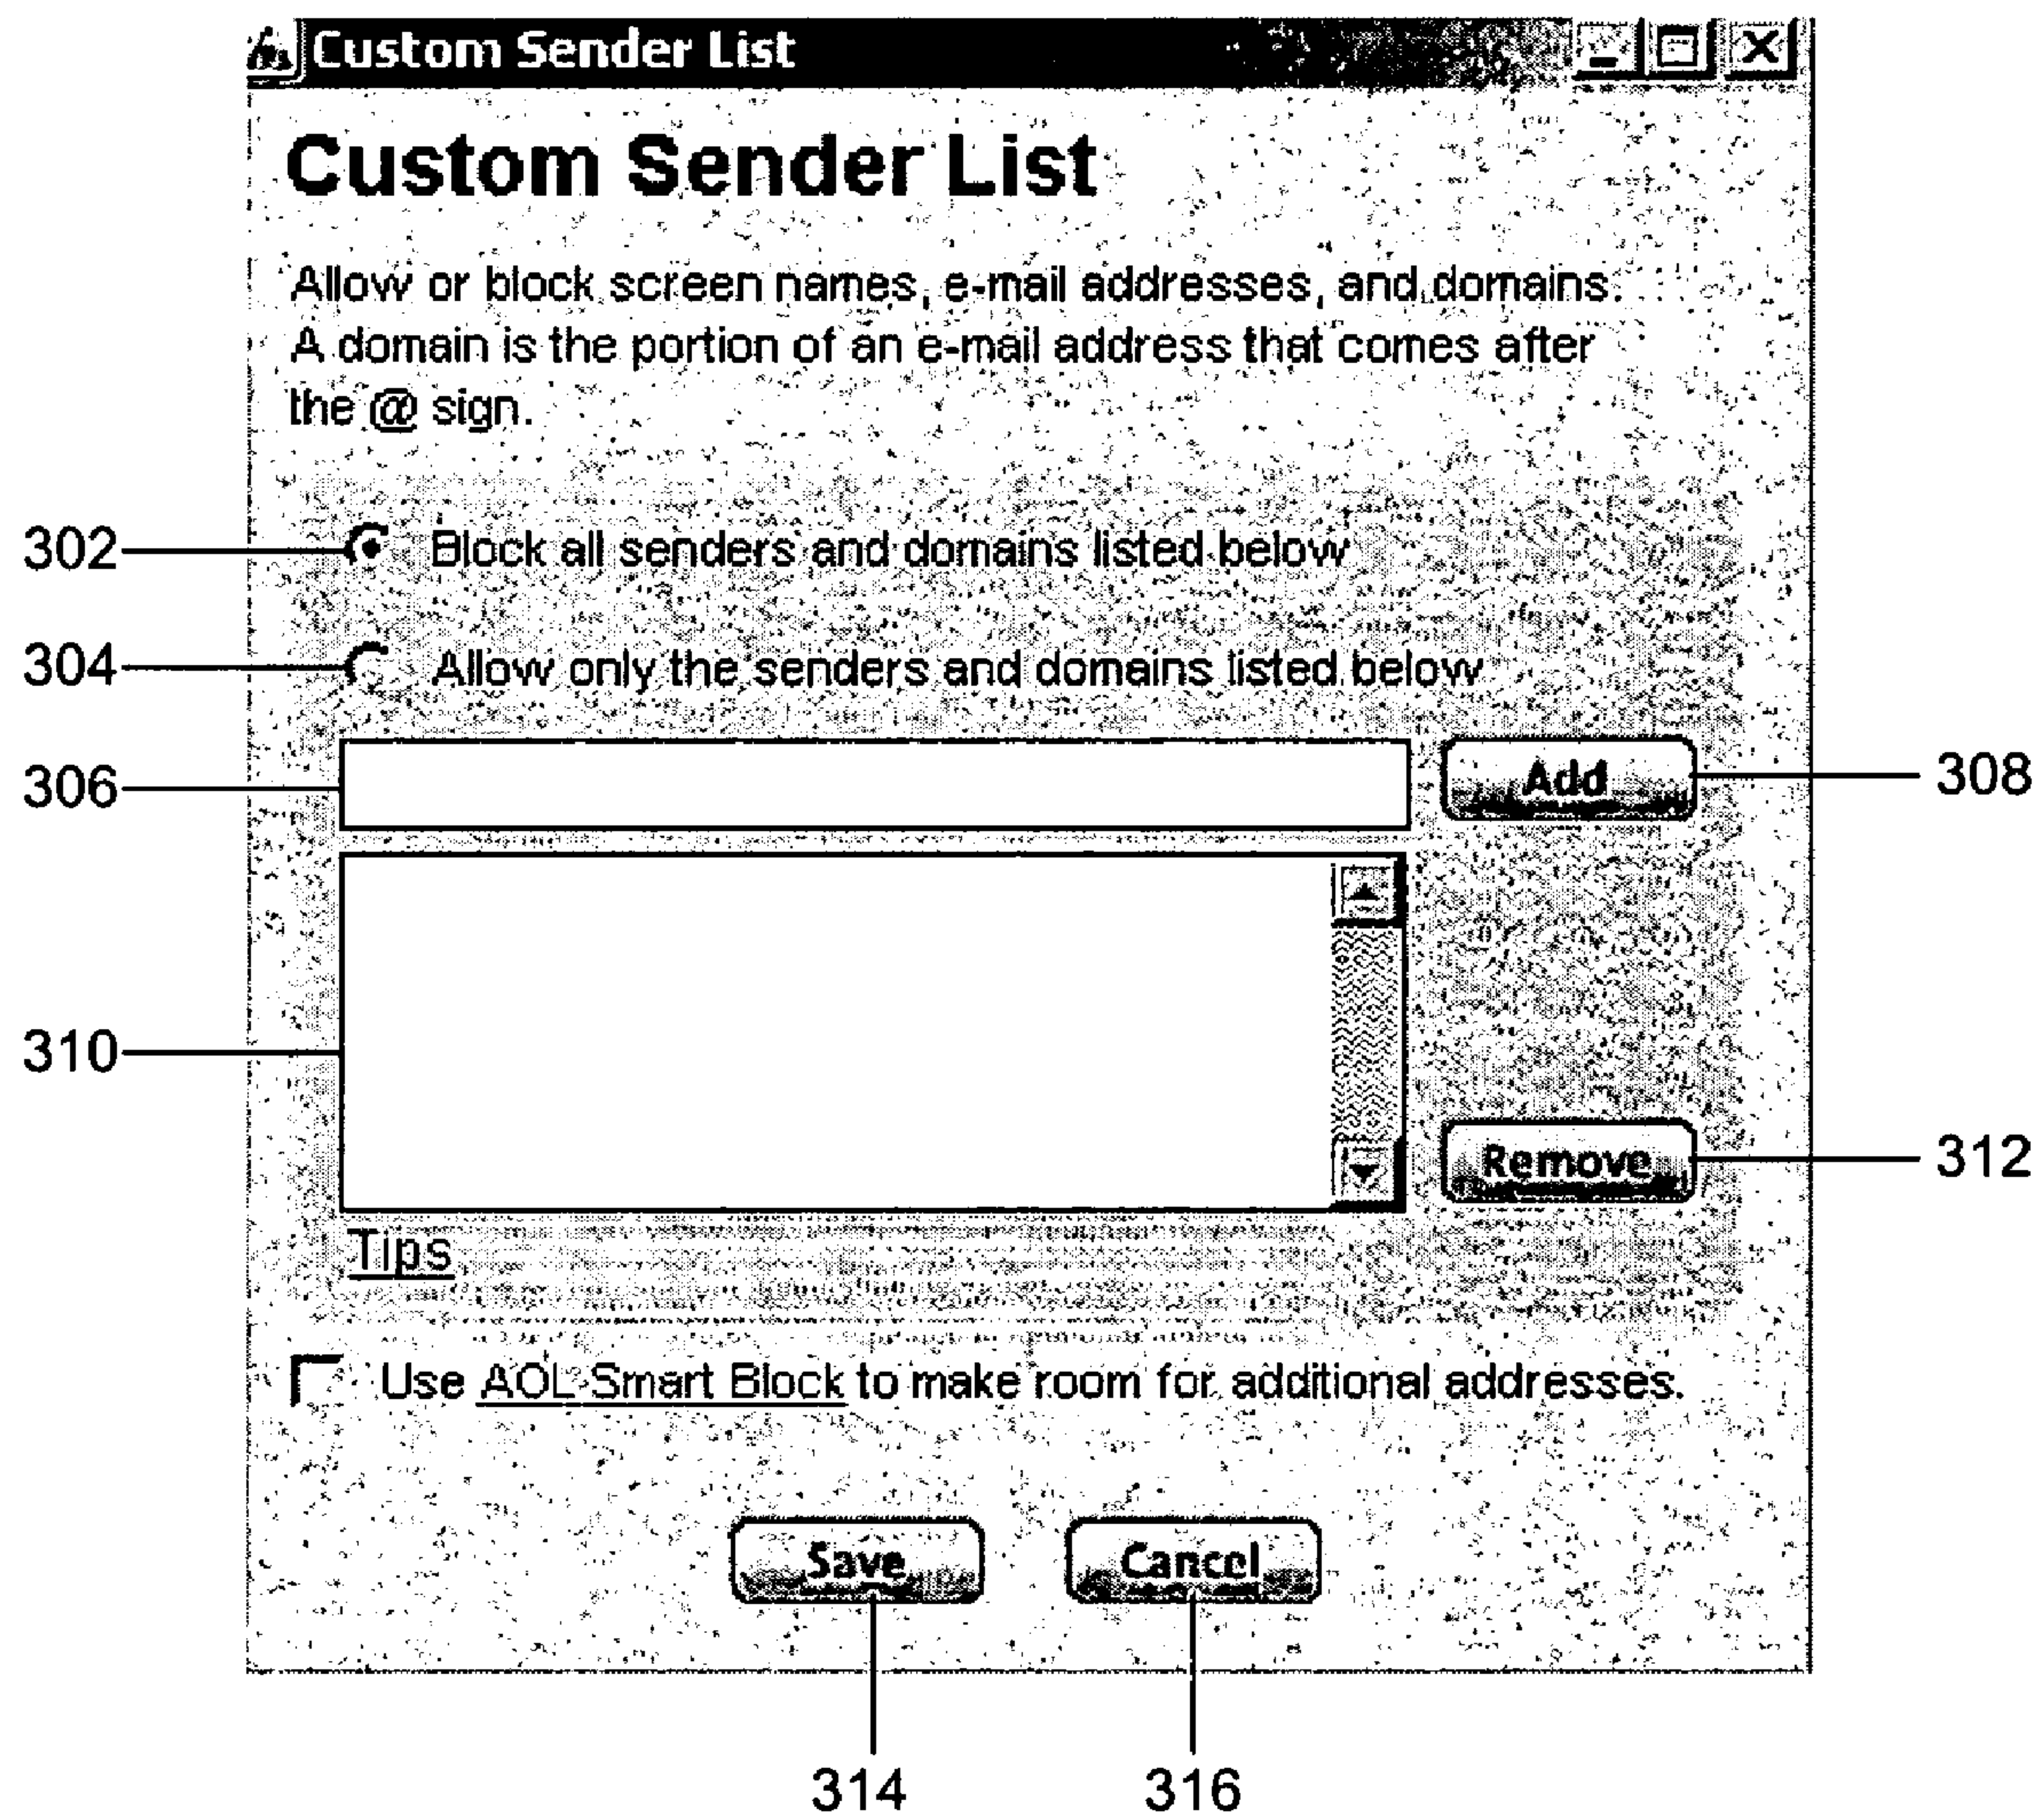 Custom Sender List
Custom Sender List
Allow or block screen names, e-mail addresses, and domains.
A domain is the portion of an e-mail address that comes after
the @ sign.
302
Block all senders and domains listed below
304
Allow only the senders and domains listed below
306
Add
308
310
Remove
312
Tips
Use AOL Smart Block to make room for additional addresses.
Save
Cancel
314
316